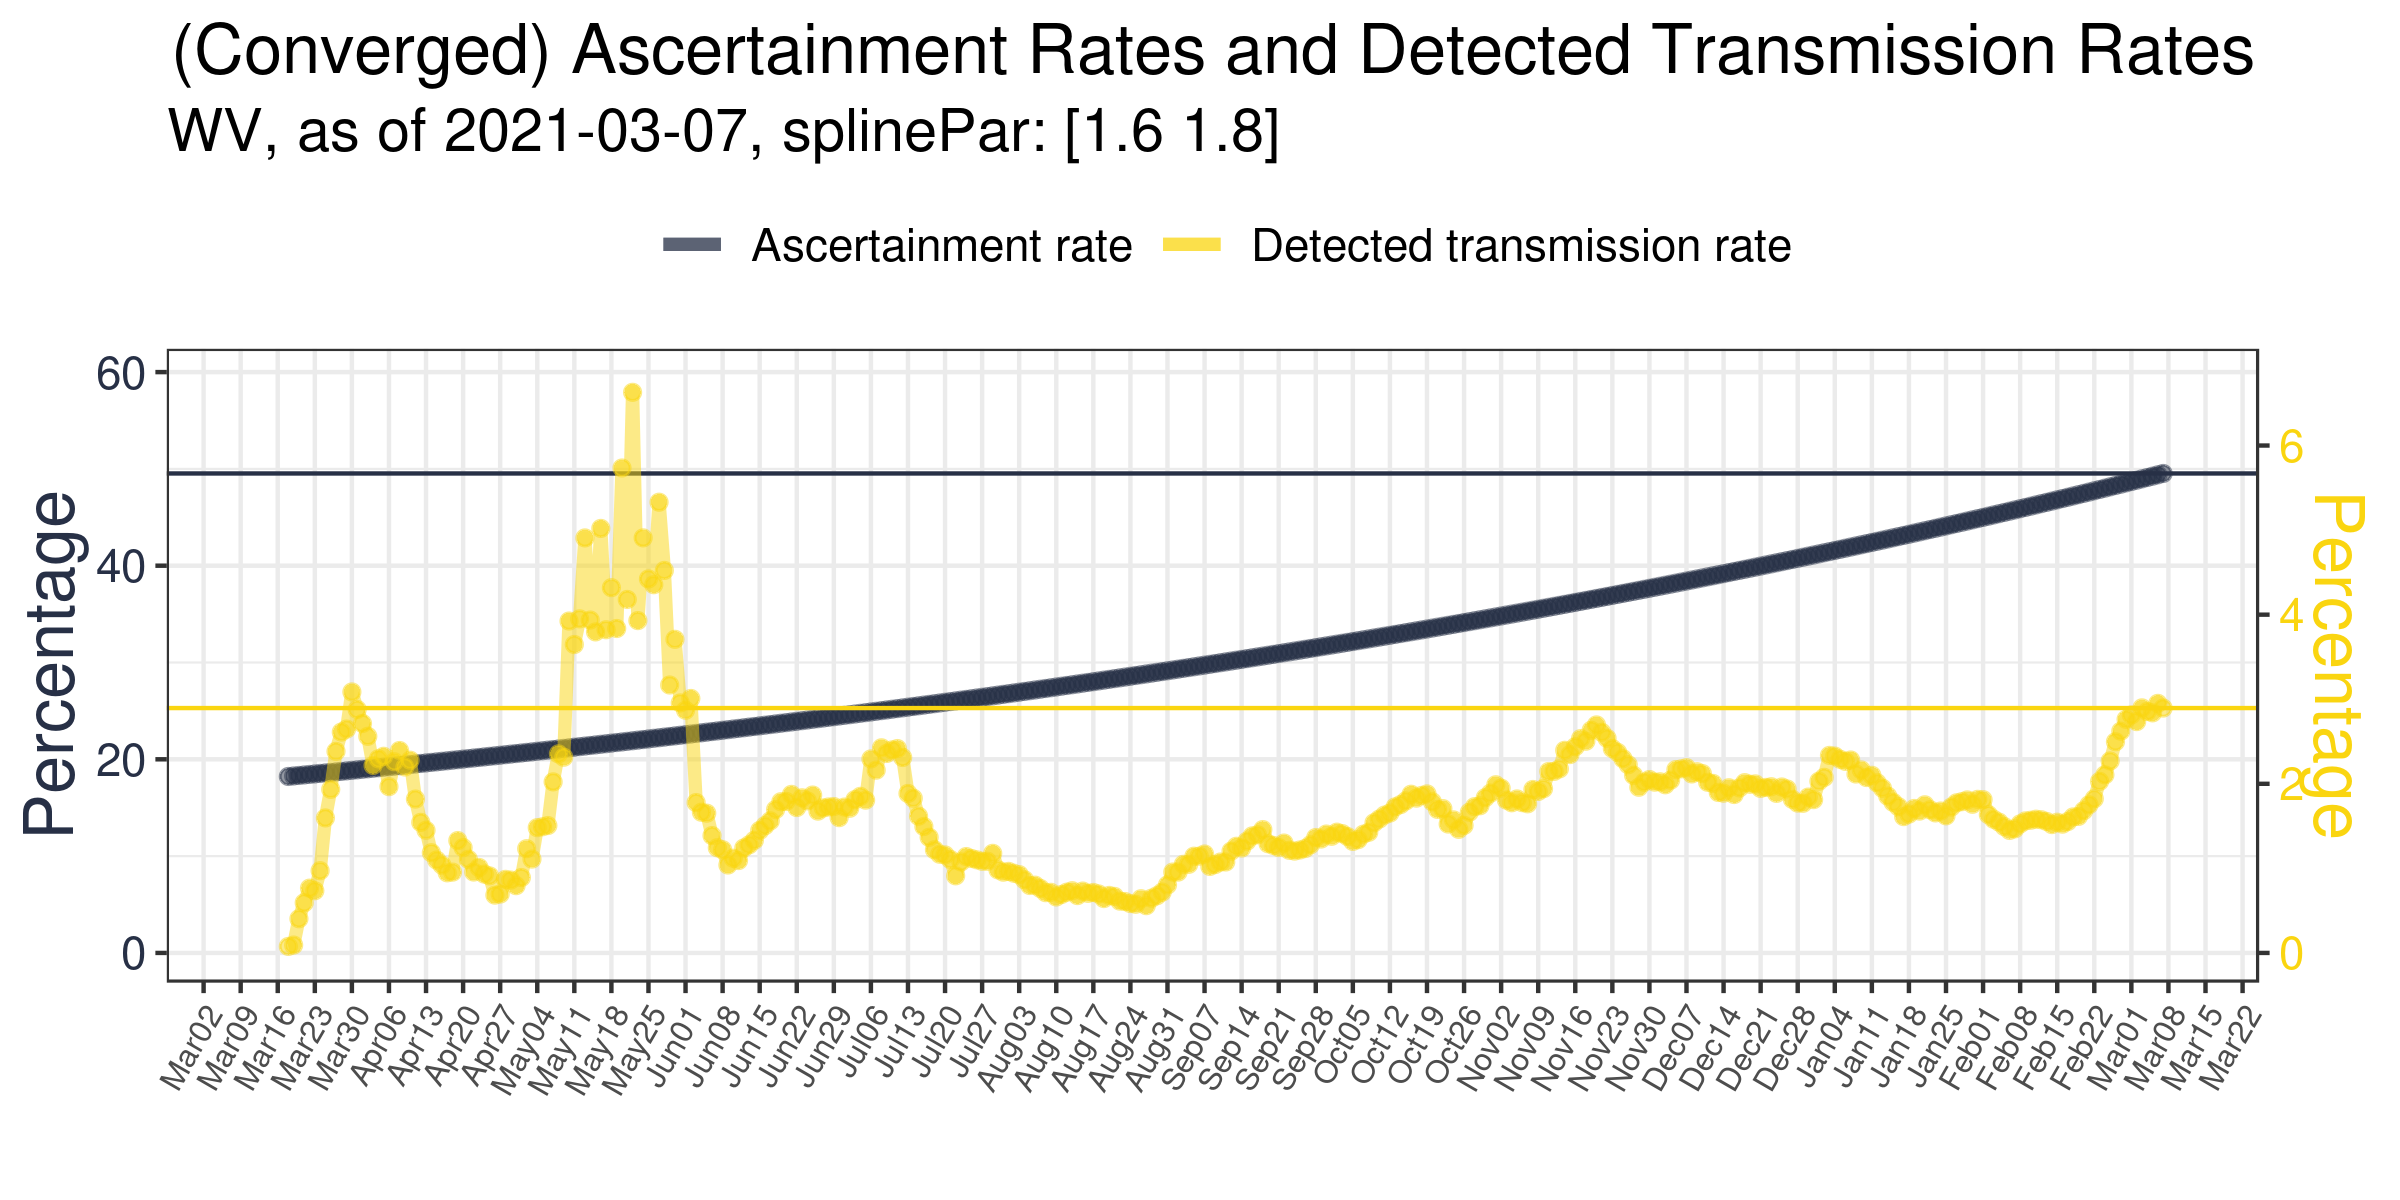 (Converged) Ascertainment Rates and Detected Transmission Rates
WV, as of 2021-03-07, splinePar: [1.6 1.8]
Ascertainment rate Detected transmission rate
Percentage
60
40
20
0
6
4
2
0
Percentage
Mar02 Mar09 Mar16 Mar23 Mar30 Apr06 Apr13 Apr20 Apr27 May04 May11 May18 May25 Jun01 Jun08 Jun15 Jun22 Jun29 Jul06 Jul13 Jul20 Jul27 Aug03 Aug10 Aug17 Aug24 Aug31 Sep07 Sep14 Sep21 Sep28 Oct05 Oct12 Oct19 Oct26 Nov02 Nov09 Nov16 Nov23 Nov30 Dec07 Dec14 Dec21 Dec28 Jan04 Jan11 Jan18 Jan25 Feb01 Feb08 Feb15 Feb22 Mar01 Mar08 Mar15 Mar22